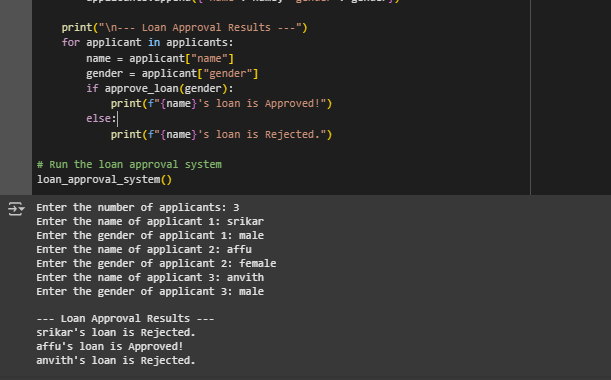 print("\n--- Loan Approval Results ---")
    for applicant in applicants:
        name = applicant["name"]
        gender = applicant["gender"]
        if approve_loan(gender):
            print(f"{name}'s loan is Approved!")
        else:
            print(f"{name}'s loan is Rejected.")

# Run the loan approval system
loan_approval_system()
Enter the number of applicants: 3
Enter the name of applicant 1: srikar
Enter the gender of applicant 1: male
Enter the name of applicant 2: affu
Enter the gender of applicant 2: female
Enter the name of applicant 3: anvith
Enter the gender of applicant 3: male

--- Loan Approval Results ---
srikar's loan is Rejected.
affu's loan is Approved!
anvith's loan is Rejected.